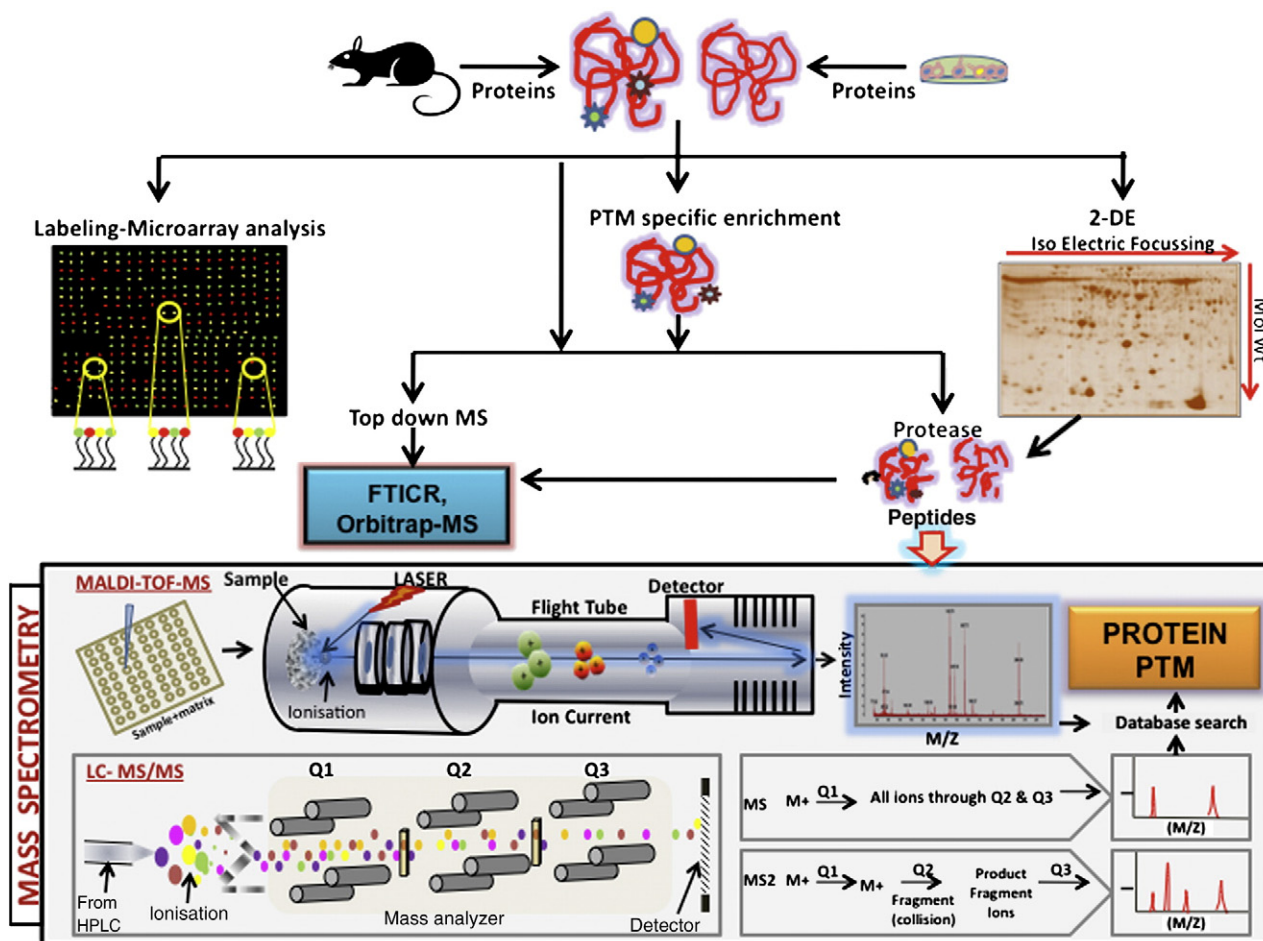 Proteins
Proteins
Labeling-Microarray analysis
PTM specific enrichment
2-DE
Iso Electric Focussing
Mol Wt
Top down MS
Protease
FTICR,
Orbitrap-MS
Peptides
MASS SPECTROMETRY
MALDI-TOF-MS
Sample
LASER
Sample+matrix
Ionisation
Flight Tube
Ion Current
Detector
Intensity
M/Z
PROTEIN
PTM
Database search
LC- MS/MS
Q1
Q2
Q3
From
HPLC
Ionisation
Mass analyzer
Detector
MS M+ Q1 All ions through Q2 & Q3
(M/Z)
MS2 M+ Q1 M+ Q2 Product Q3
Fragment Fragment
(collision) Ions
(M/Z)